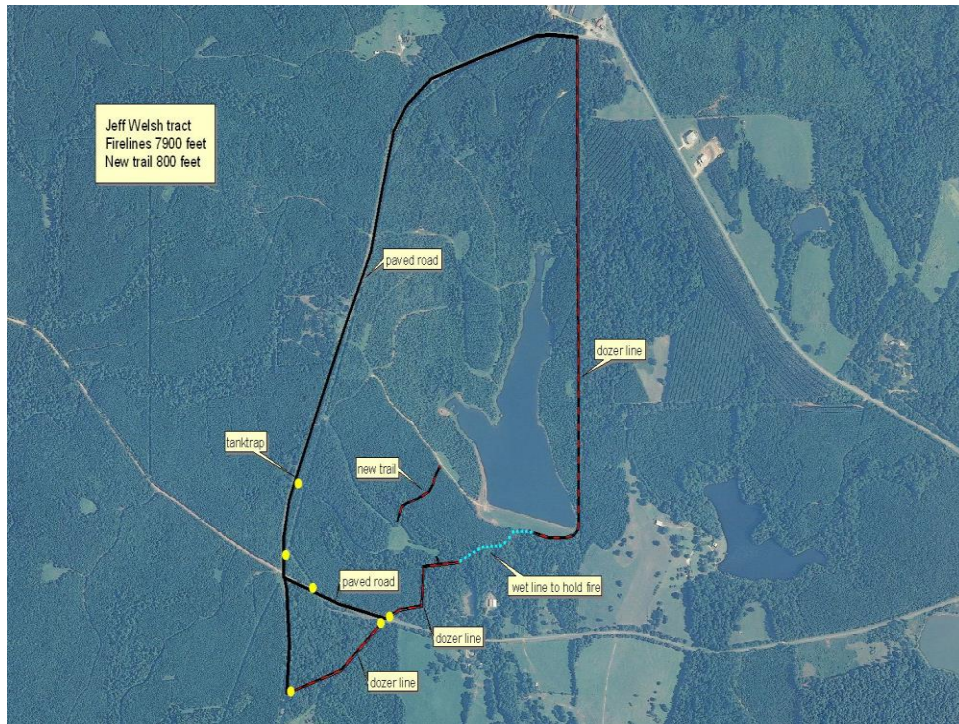 Jeff Welsh tract
Firelines 7900 feet
New trail 800 feet
paved road
dozer line
tanktrap
new trail
wet line to hold fire
paved road
dozer line
dozer line